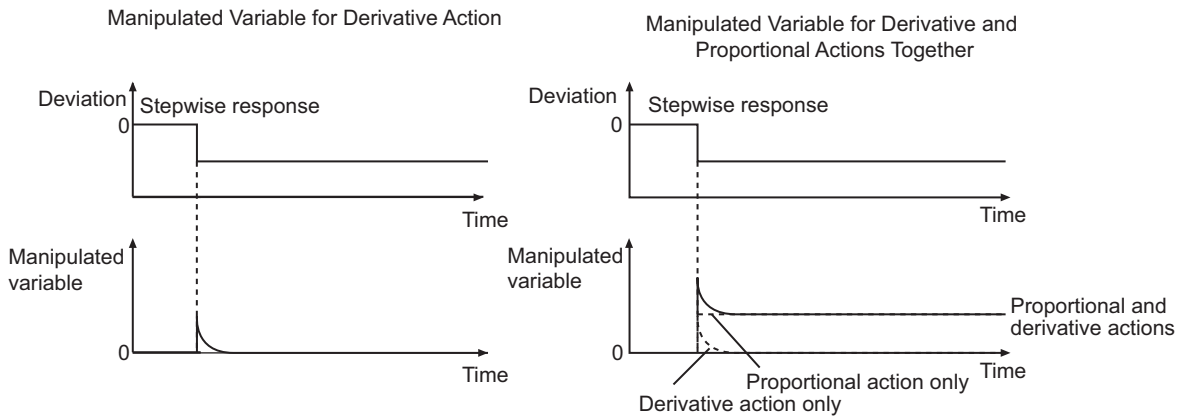 Manipulated Variable for Derivative Action
Deviation
Stepwise response
0
Time
Manipulated
variable
0
Time
Manipulated Variable for Derivative and
Proportional Actions Together
Deviation
Stepwise response
0
Time
Manipulated
variable
Proportional and
derivative actions
0
Time
Proportional action only
Derivative action only